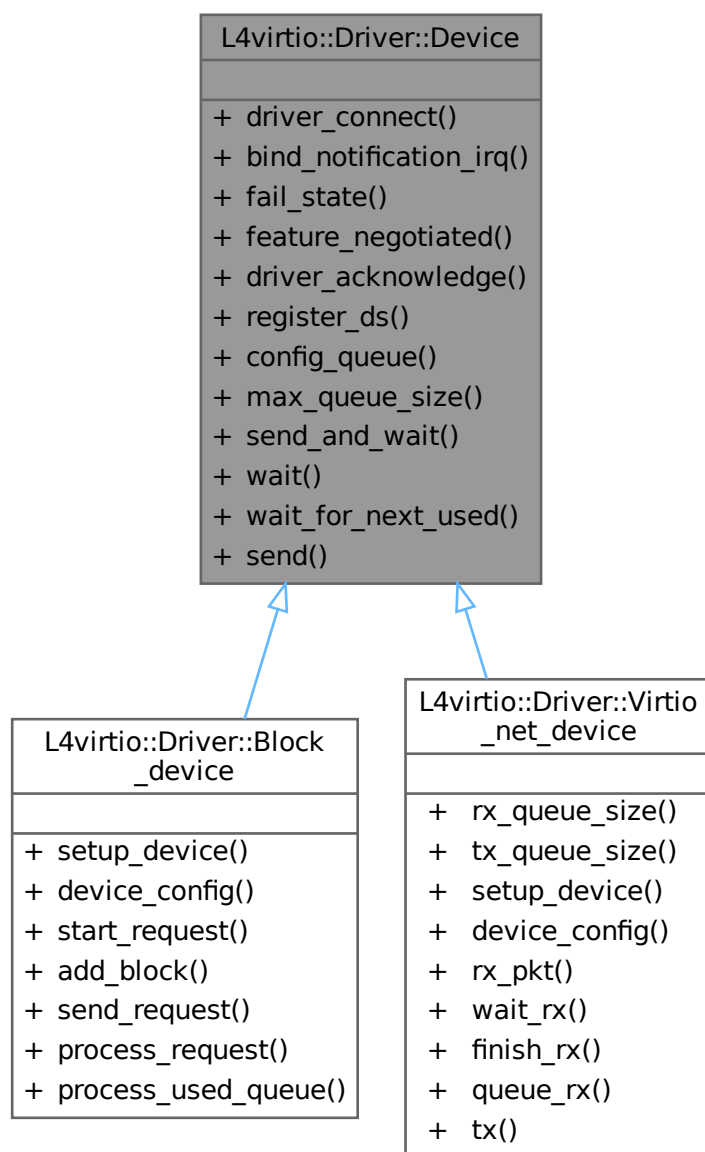 L4virtio::Driver::Device
+ driver_connect()
+ bind_notification_irq()
+ fail_state()
+ feature_negotiated()
+ driver_acknowledge()
+ register_ds()
+ config_queue()
+ max_queue_size()
+ send_and_wait()
+ wait()
+ wait_for_next_used()
+ send()
L4virtio::Driver::Block
_device
+ setup_device()
+ device_config()
+ start_request()
+ add_block()
+ send_request()
+ process_request()
+ process_used_queue()
L4virtio::Driver::Virtio
_net_device
+ rx_queue_size()
+ tx_queue_size()
+ setup_device()
+ device_config()
+ rx_pkt()
+ wait_rx()
+ finish_rx()
+ queue_rx()
+ tx()